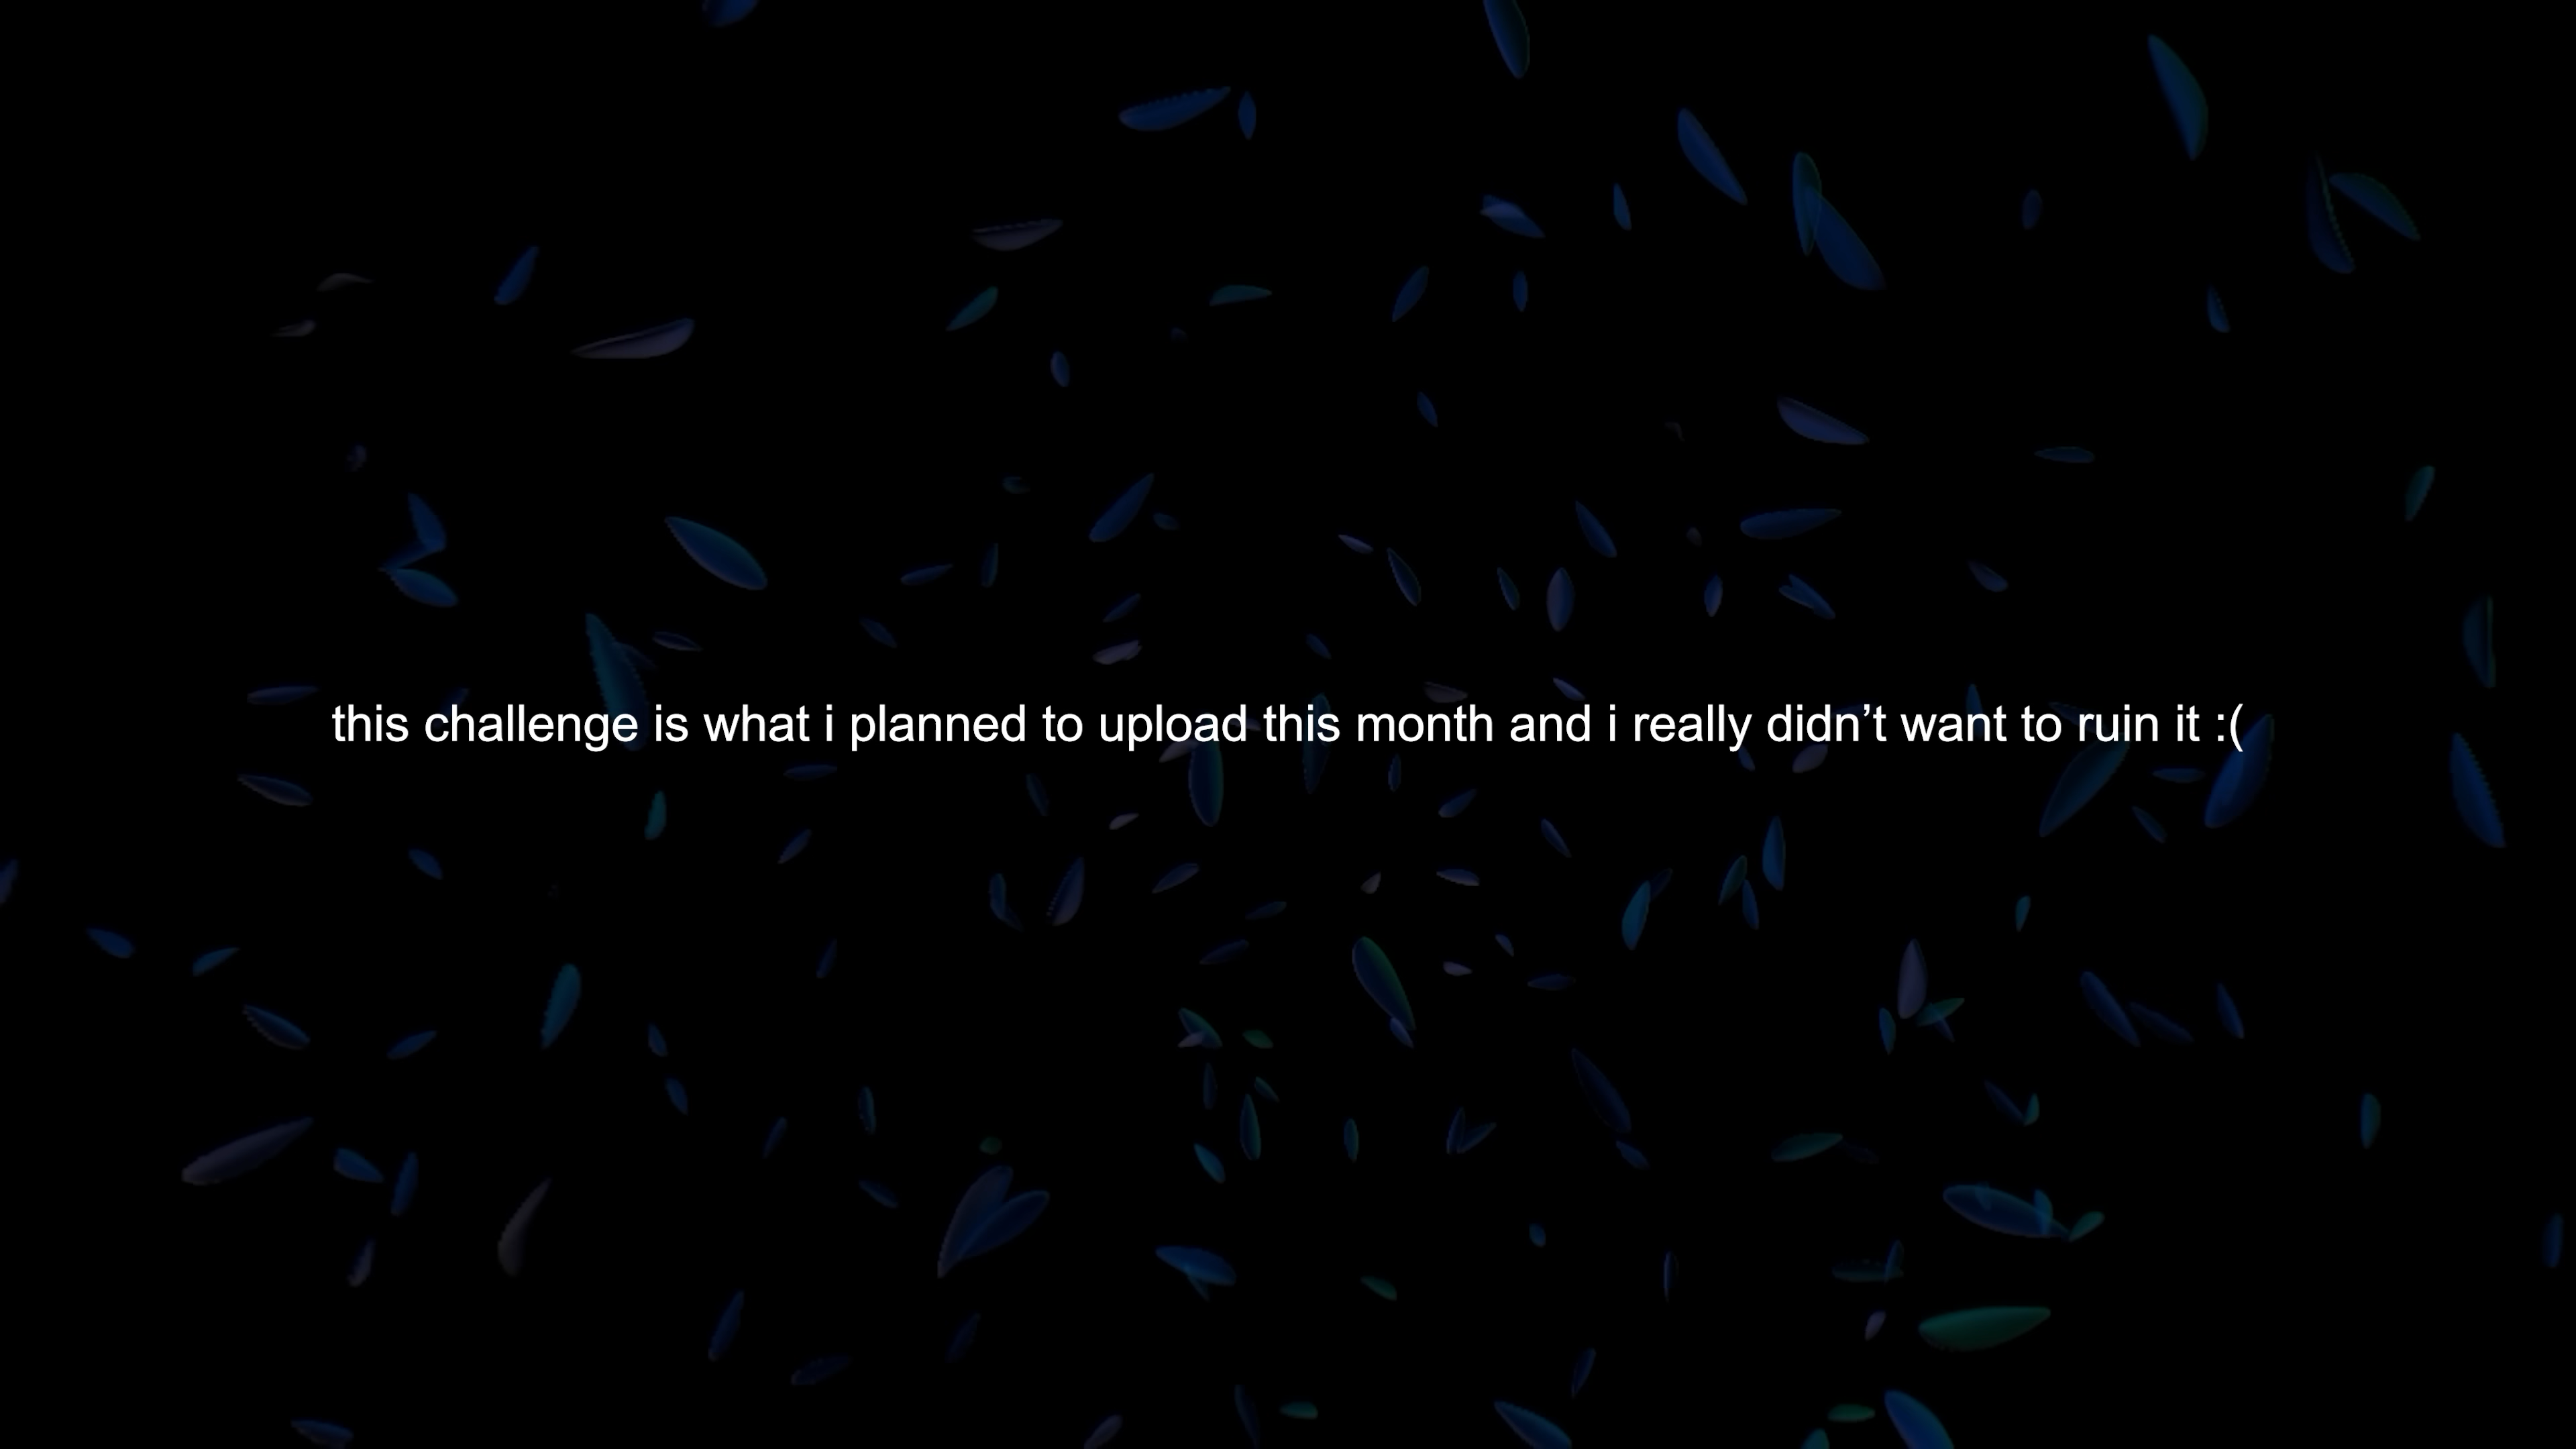 this challenge is what i planned to upload this month and i really didn’t want to ruin it :(